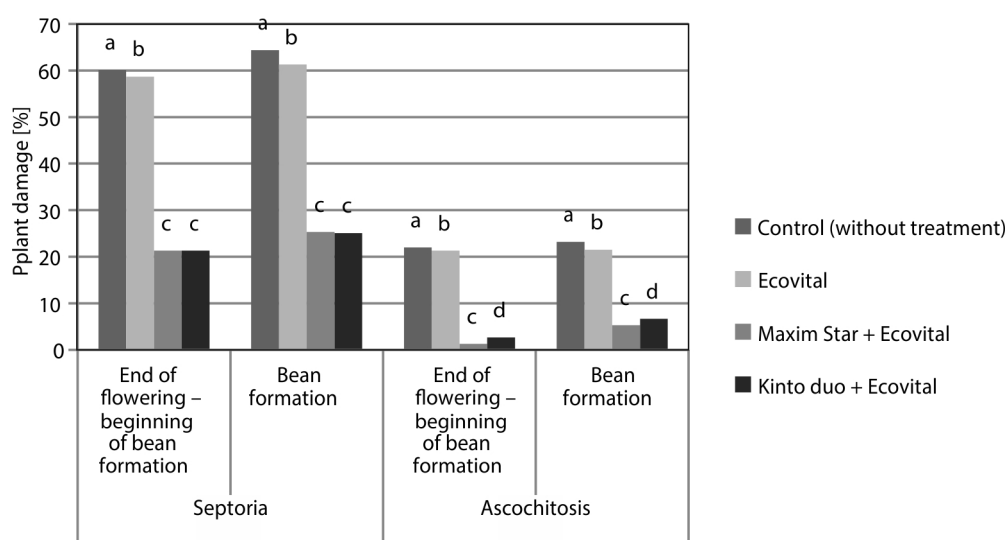 Pplant damage [%]
70
60
50
40
30
20
10
0
a b c c
a b c c
a b c d
a b c d
End of
flowering –
beginning
of bean
formation
Bean
formation
End of
flowering –
beginning
of bean
formation
Bean
formation
Septoria
Ascochitosis
Control (without treatment)
Ecovital
Maxim Star + Ecovital
Kinto duo + Ecovital